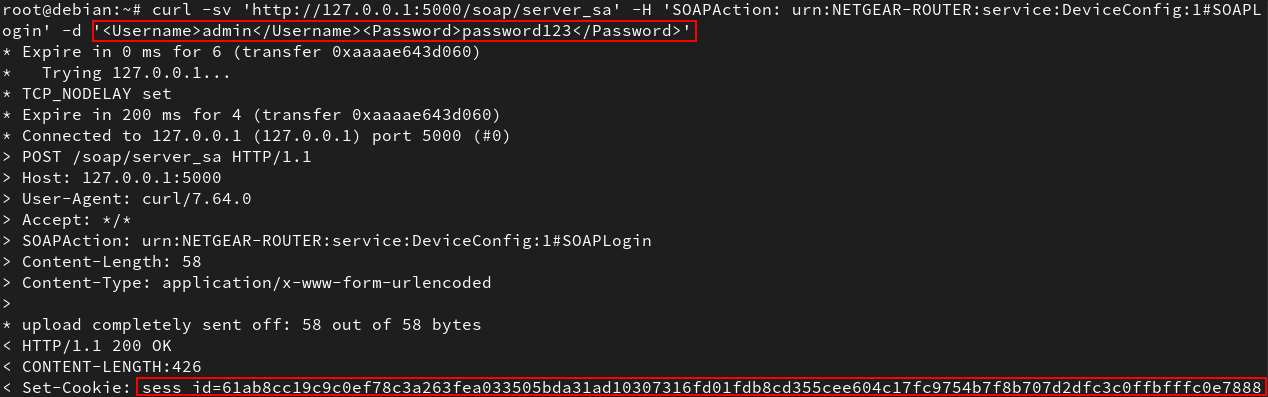 root@debian:~# curl -sv 'http://127.0.0.1:5000/soap/server_sa' -H 'SOAPAction: urn:NETGEAR-ROUTER:service:DeviceConfig:1#SOAPL
ogin' -d '<Username>admin</Username><Password>password123</Password>'
* Expire in 0 ms for 6 (transfer 0xaaaae643d060)
*   Trying 127.0.0.1...
* TCP_NODELAY set
* Expire in 200 ms for 4 (transfer 0xaaaae643d060)
* Connected to 127.0.0.1 (127.0.0.1) port 5000 (#0)
> POST /soap/server_sa HTTP/1.1
> Host: 127.0.0.1:5000
> User-Agent: curl/7.64.0
> Accept: */*
> SOAPAction: urn:NETGEAR-ROUTER:service:DeviceConfig:1#SOAPLogin
> Content-Length: 58
> Content-Type: application/x-www-form-urlencoded
>
* upload completely sent off: 58 out of 58 bytes
< HTTP/1.1 200 OK
< CONTENT-LENGTH:426
< Set-Cookie: sess_id=61ab8cc19c9c0ef78c3a263fea033505bda31ad10307316fd01fdb8cd355cee604c17fc9754b7f8b707d2dfc3c0ffbfffc0e7888